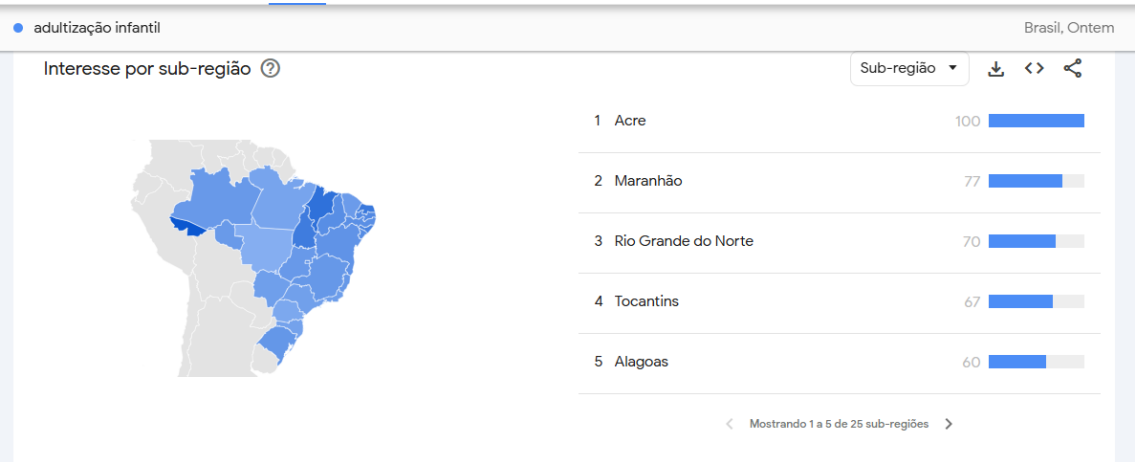 adultização infantil
Brasil, Ontem
Interesse por sub-região
Sub-região
1 Acre 100
2 Maranhão 77
3 Rio Grande do Norte 70
4 Tocantins 67
5 Alagoas 60
Mostrando 1 a 5 de 25 sub-regiões